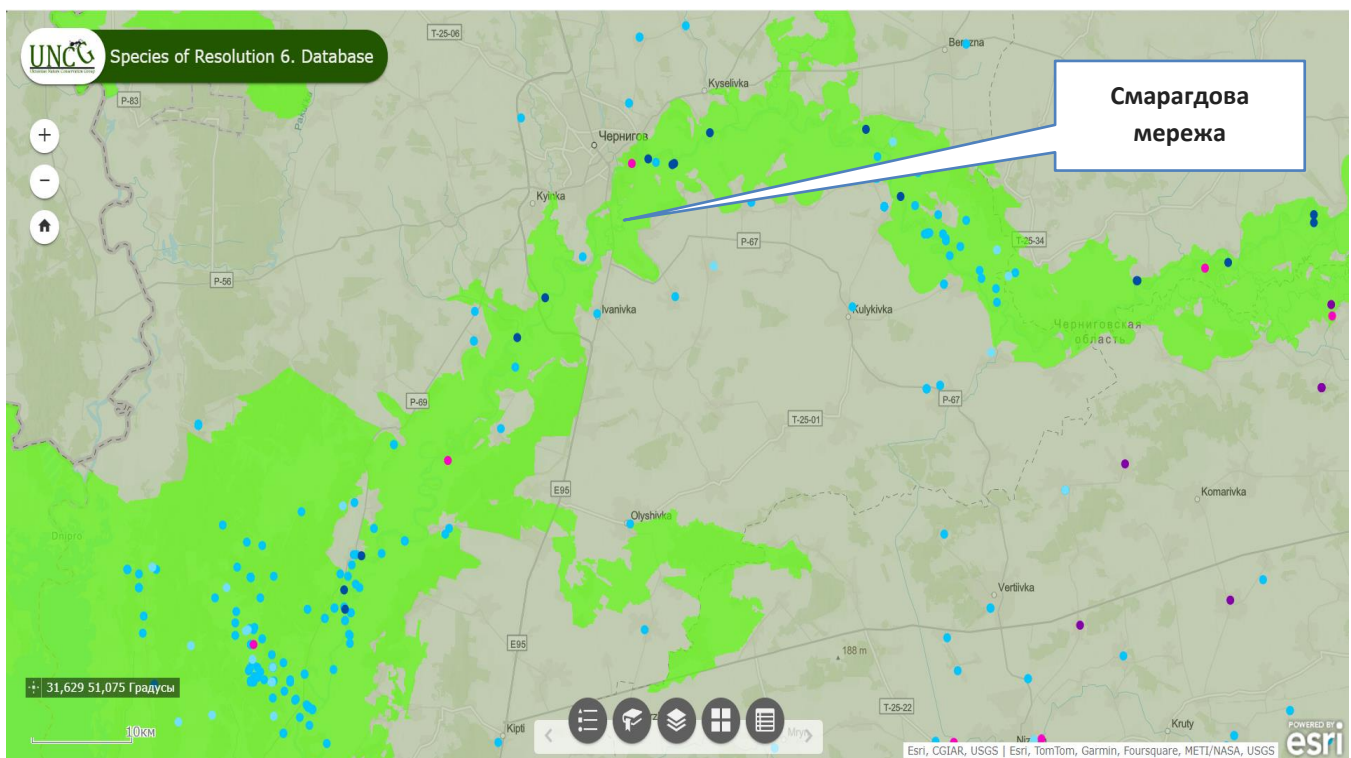 UNCG
Species of Resolution 6. Database
T-25-06
Berezna
P-83
Kyselivka
Смарагдова
мережа
Чернигов
Kyinka
T-25-34
P-67
P-56
Ivanivka
Kulykivka
Черниговская
область
P-69
P-67
T-25-01
Komarivka
E95
Olyshivka
Dnipro
Vertiivka
E95
188 m
31,629 51,075 Градусы
T-25-22
10км
Kipti
Kruty
POWERED BY
esri
Esri, CGIAR, USGS | Esri, TomTom, Garmin, Foursquare, METI/NASA, USGS